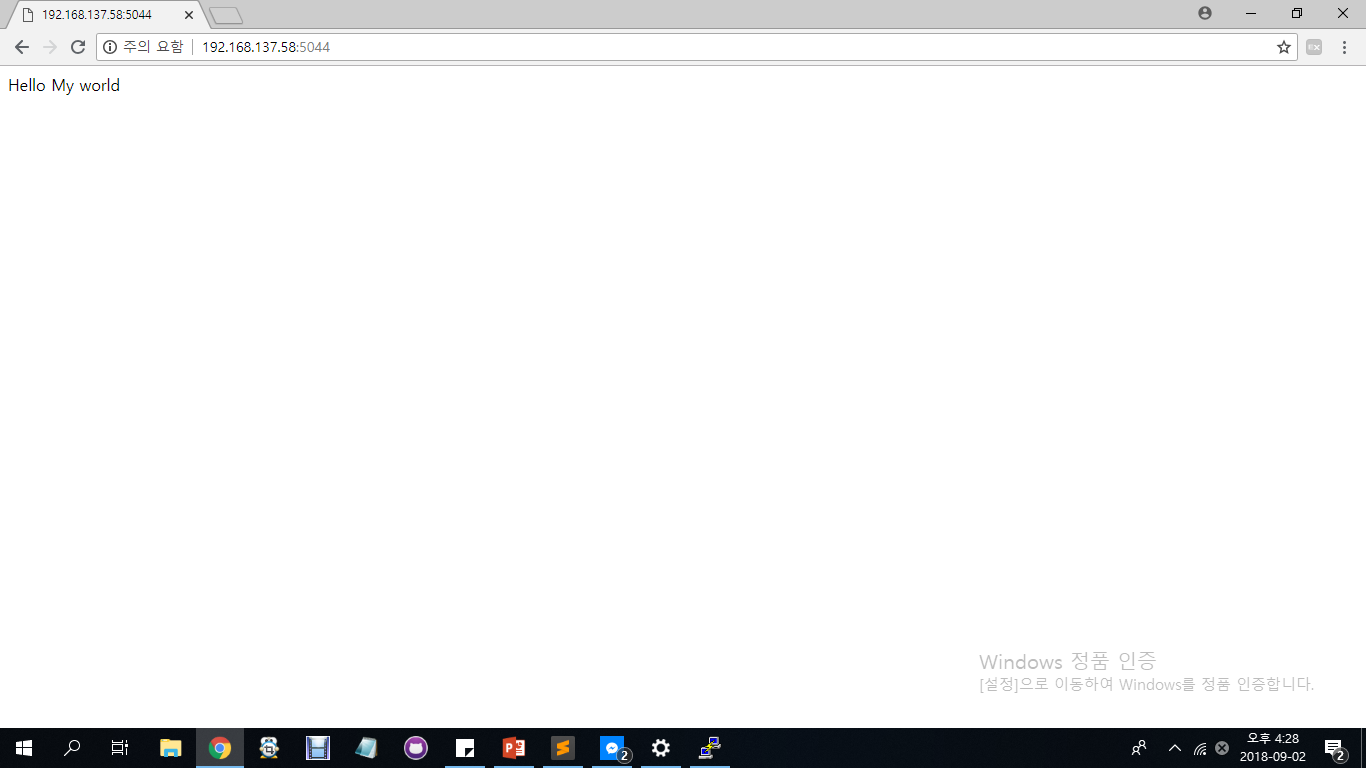 192.168.137.58:5044
주의 요함 192.168.137.58:5044
Hello My world
Windows 정품 인증
[설정]으로 이동하여 Windows를 정품 인증합니다.
2
오후 4:28
2018-09-02
2